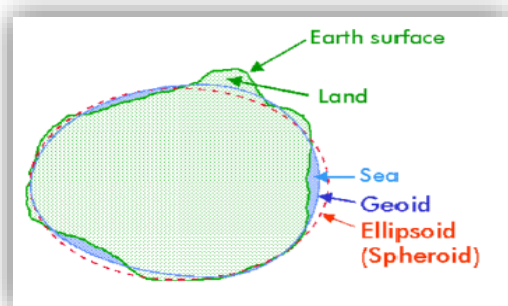 Earth surface
Land
Sea
Geoid
Ellipsoid
(Spheroid)